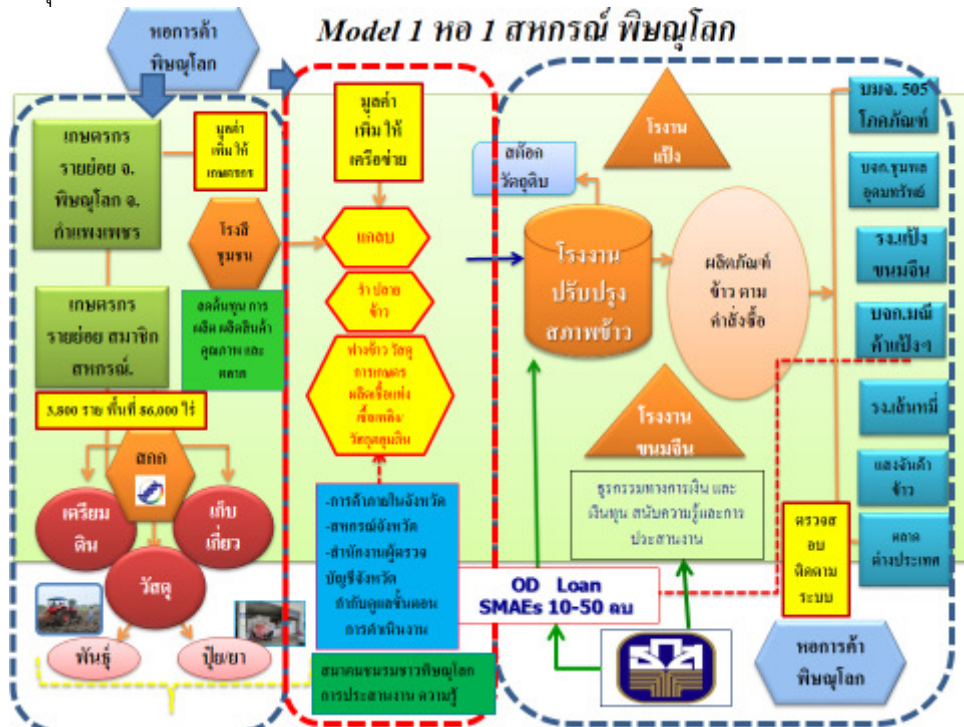 Model 1 หอ 1 สหกรณ์ พิษณุโลก
หอการค้า
พิษณุโลก
เกษตรกร
รายย่อย จ.
พิษณุโลก จ.
กำแพงเพชร
มูลค่า
เพิ่ม ให้
เกษตรกร
โรงสี
ชุมชน
เกษตรกร
รายย่อย สมาชิก
สหกรณ์.
ลดต้นทุน การ
ผลิต ผลิตสินค้า
คุณภาพ และ
ตลาด
3,800 ราย พื้นที่ 86,000 ไร่
สกก
เตรียม
ดิน
เก็บ
เกี่ยว
วัสดุ
พันธุ์
ปุ๋ย/ยา
มูลค่า
เพิ่ม ให้
เครือข่าย
แกลบ
รำ ปลาย
ข้าว
ฟางข้าว วัสดุ
การเกษตร
ผลิตเชื้อแท่ง
เชื้อเพลิง/
วัสดุคลุมดิน
-การค้าภายในจังหวัด
-สหกรณ์จังหวัด
-สำนักงานผู้ตรวจ
บัญชีจังหวัด
กำกับดูแลขั้นตอน
การดำเนินงาน
สมาคมชมรมชาวพิษณุโลก
การประสานงาน ความรู้
โรงาน
แป้ง
สต๊อก
วัตถุดิบ
โรงงาน
ปรับปรุง
สภาพข้าว
ผลิตภัณฑ์
ข้าว ตาม
คำสั่งซื้อ
โรงงาน
ขนมจีน
ธุรกรรมทางการเงิน และ
เงินทุน สนับความรู้และการ
ประสานงาน
OD Loan
SMAEs 10-50 คบ
บมจ. 505
โภคภัณฑ์
บจก.ชุมพล
อุดมทรัพย์
รง.แป้ง
ขนมจีน
บจก.มณี
ค้าแป้งฯ
รง.เส้นหมี่
แสงจันค้า
ข้าว
ตลาด
ต่างประเทศ
ตรวจส
อบ
ติดตาม
ระบบ
หอการค้า
พิษณุโลก